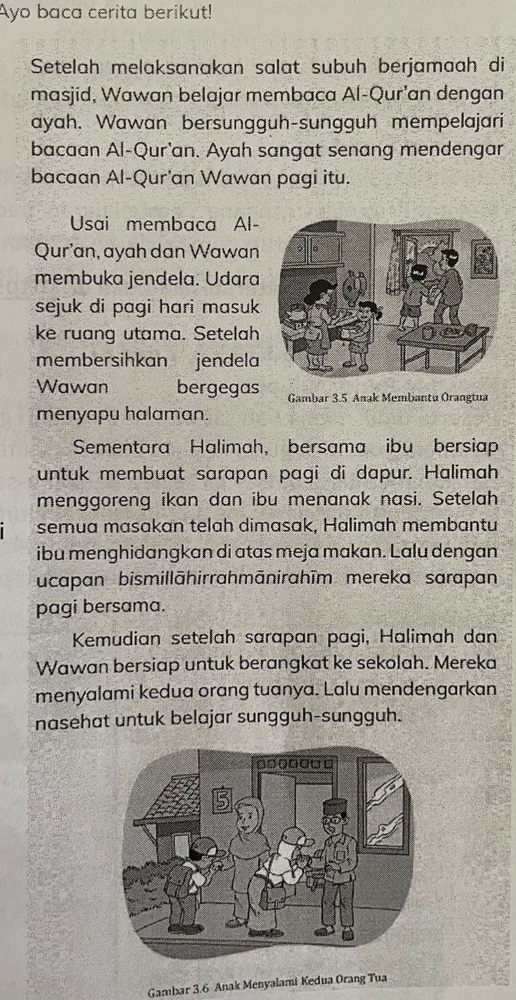 Ayo baca cerita berikut!
Setelah melaksanakan salat subuh berjamaah di
masjid, Wawan belajar membaca Al-Qur'an dengan
ayah. Wawan bersungguh-sungguh mempelajari
bacaan Al-Qur'an. Ayah sangat senang mendengar
bacaan Al-Qur'an Wawan pagi itu.
Usai membaca Al-
Qur'an, ayah dan Wawan
membuka jendela. Udara
sejuk di pagi hari masuk
ke ruang utama. Setelah
membersihkan jendela
Wawan bergegas
menyapu halaman.
Gambar 3.5 Anak Membantu Orangtua
Sementara Halimah, bersama ibu bersiap
untuk membuat sarapan pagi di dapur. Halimah
menggoreng ikan dan ibu menanak nasi. Setelah
semua masakan telah dimasak, Halimah membantu
ibu menghidangkan di atas meja makan. Lalu dengan
ucapan bismillāhirrahmānirahīm mereka sarapan
pagi bersama.
Kemudian setelah sarapan pagi, Halimah dan
Wawan bersiap untuk berangkat ke sekolah. Mereka
menyalami kedua orang tuanya. Lalu mendengarkan
nasehat untuk belajar sungguh-sungguh.
5
Gambar 3.6 Anak Menyalami Kedua Orang Tua